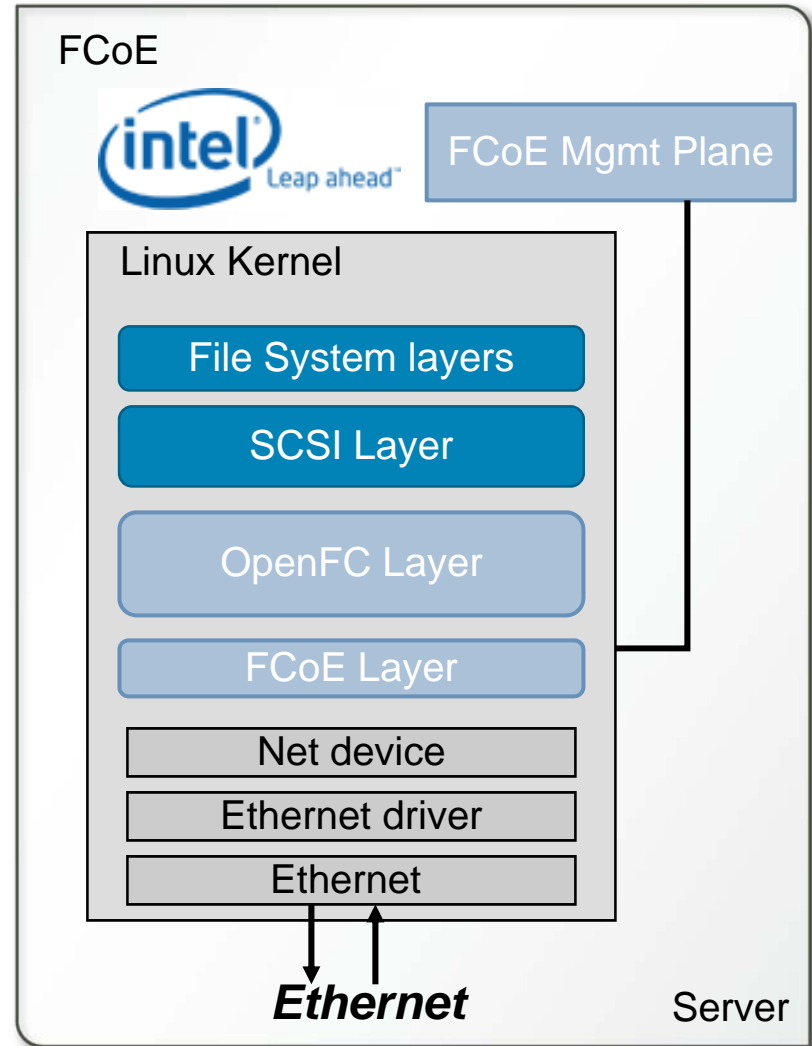 FCoE
intel
Leap ahead™
FCoE Mgmt Plane
Linux Kernel
File System layers
SCSI Layer
OpenFC Layer
FCoE Layer
Net device
Ethernet driver
Ethernet
Ethernet
Server